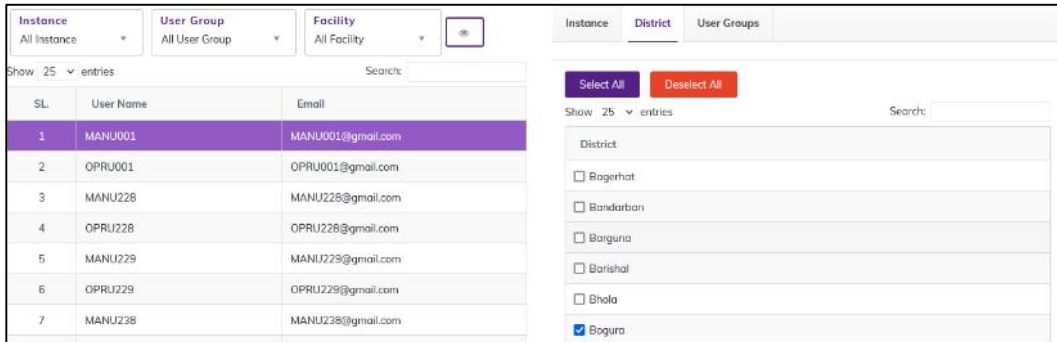 Instance User Group Facility
All Instance All User Group All Facility
Show 25 entries Search:
SL. User Name Email
1 MANU001 MANU001@gmail.com
2 OPRU001 OPRU001@gmail.com
3 MANU228 MANU228@gmail.com
4 OPRU228 OPRU228@gmail.com
5 MANU229 MANU229@gmail.com
6 OPRU229 OPRU229@gmail.com
7 MANU238 MANU238@gmail.com
Instance District User Groups
Select All Deselect All
Show 25 entries Search:
District
Bagerhat
Bandarban
Barguna
Barishal
Bhola
Bogura